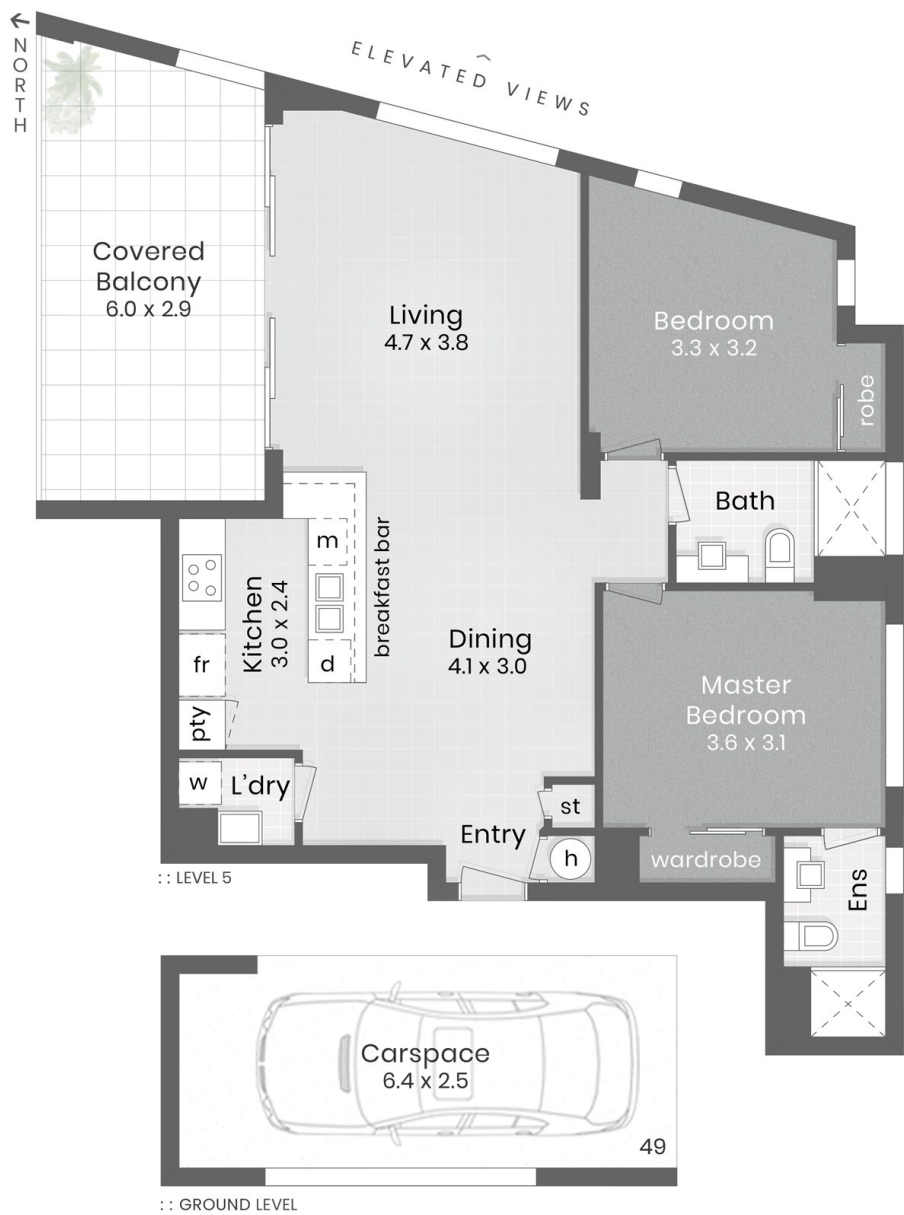 NORTH
ELEVATED VIEWS
Covered
Balcony
6.0 x 2.9
Living
4.7 x 3.8
Bedroom
3.3 x 3.2
robe
Bath
m
breakfast bar
Kitchen
3.0 x 2.4
fr
d
pty
Dining
4.1 x 3.0
Master
Bedroom
3.6 x 3.1
w
L'dry
st
Entry
h
wardrobe
Ens
:: LEVEL 5
Carspace
6.4 x 2.5
49
:: GROUND LEVEL